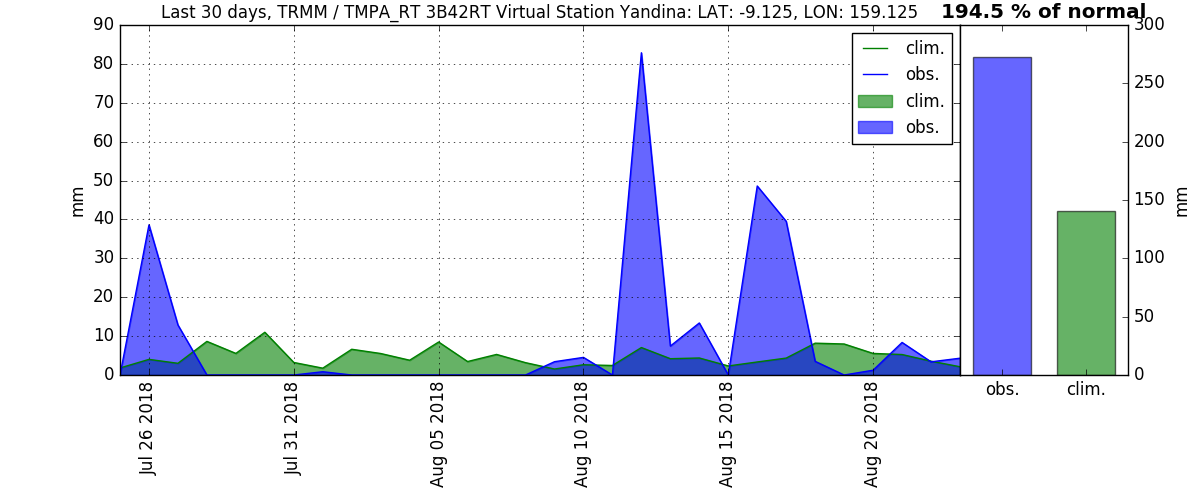 Last 30 days, TRMM / TMPA_RT 3B42RT Virtual Station Yandina: LAT: -9.125, LON: 159.125
194.5 % of normal
90
80
70
60
50
40
30
20
10
0
mm
clim.
obs.
clim.
obs.
Jul 26 2018
Jul 31 2018
Aug 05 2018
Aug 10 2018
Aug 15 2018
Aug 20 2018
300
250
200
150
100
50
0
mm
obs.
clim.